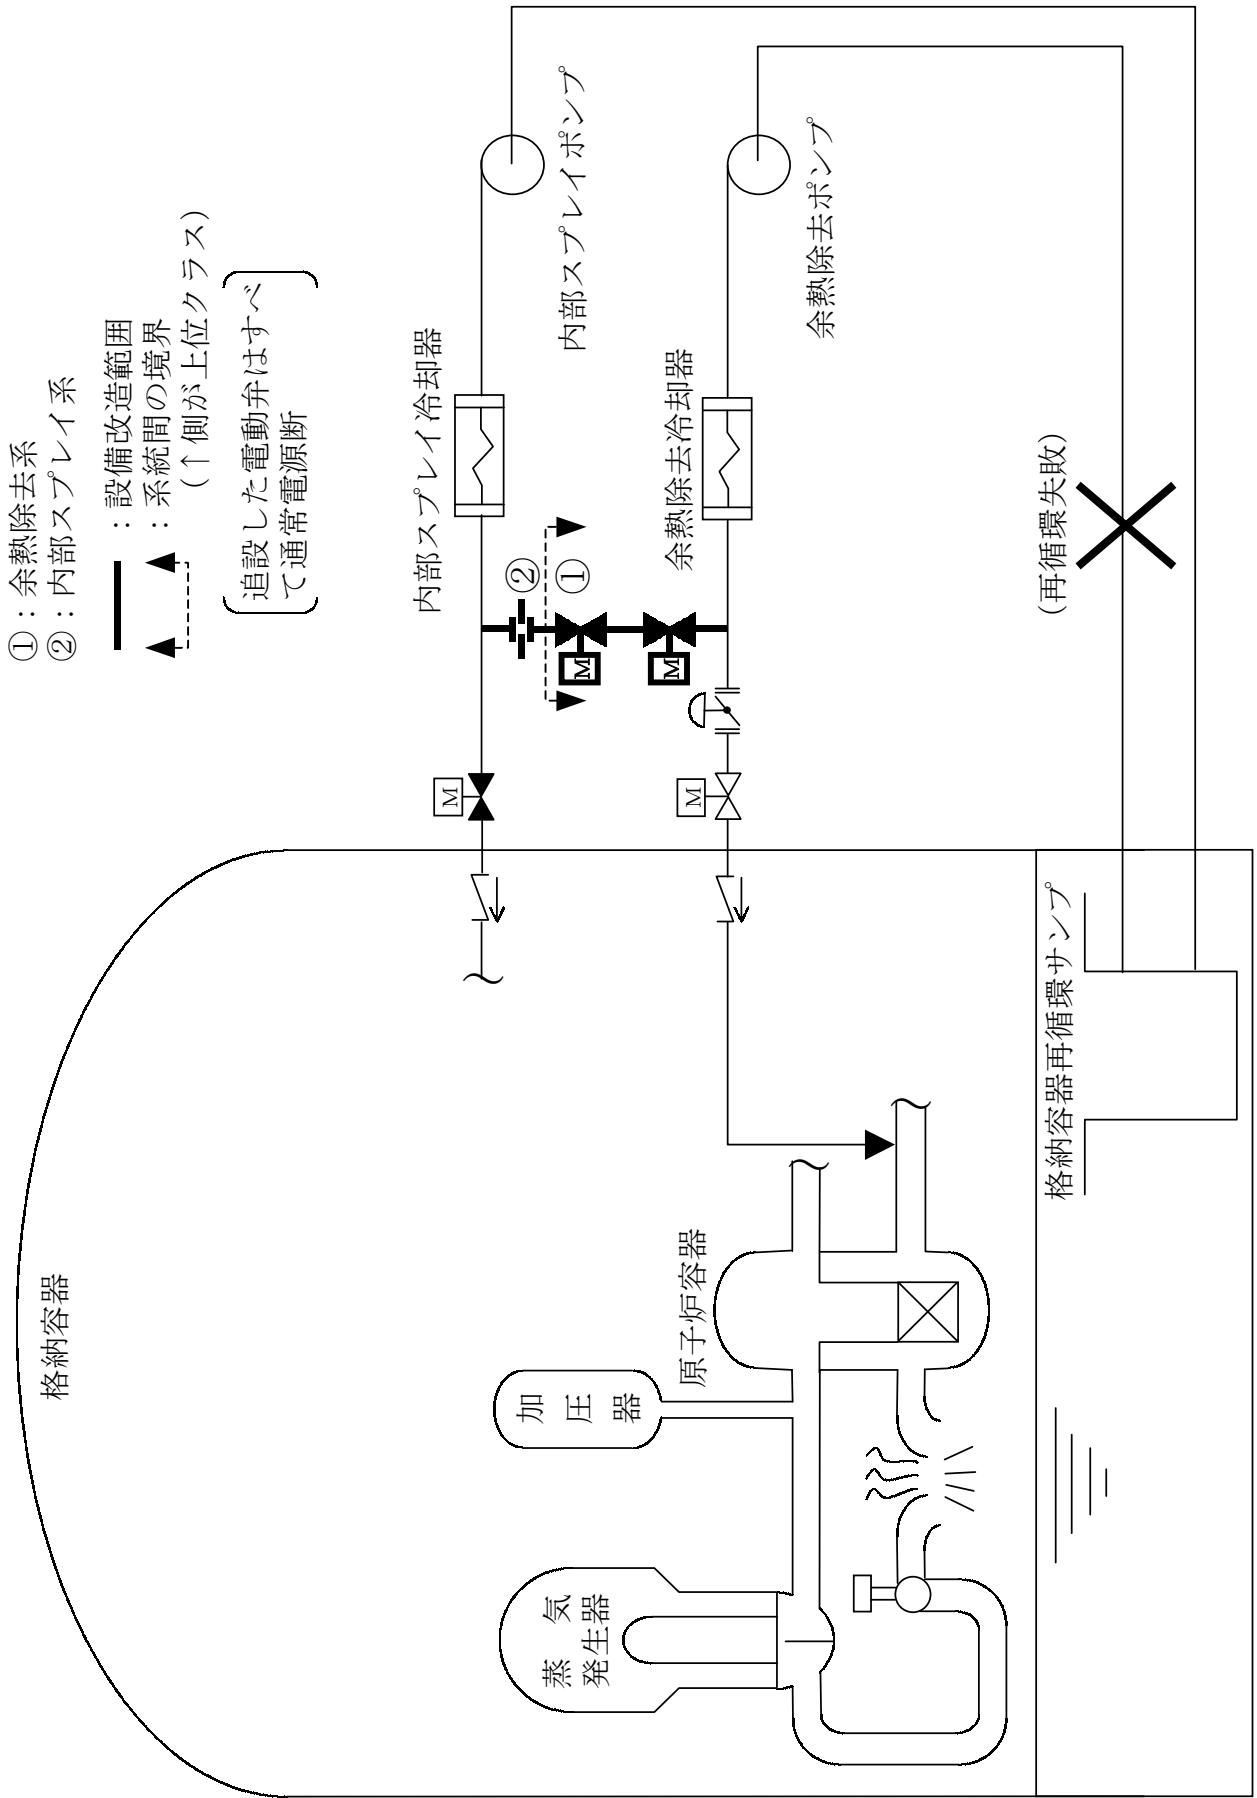 ①：余熱除去系
②：内部スプレイ系
：設備改造範囲
：系統間の境界
（↑側が上位クラス）
追設した電動弁はすべ
て通常電源断
格納容器
内部スプレイポンプ
余熱除去ポンプ
内部スプレイ冷却器
余熱除去冷却器
②
①
M
M
M
M
（再循環失敗）
格納容器再循環サンプ
原子炉容器
加
圧
器
蒸気
発生器